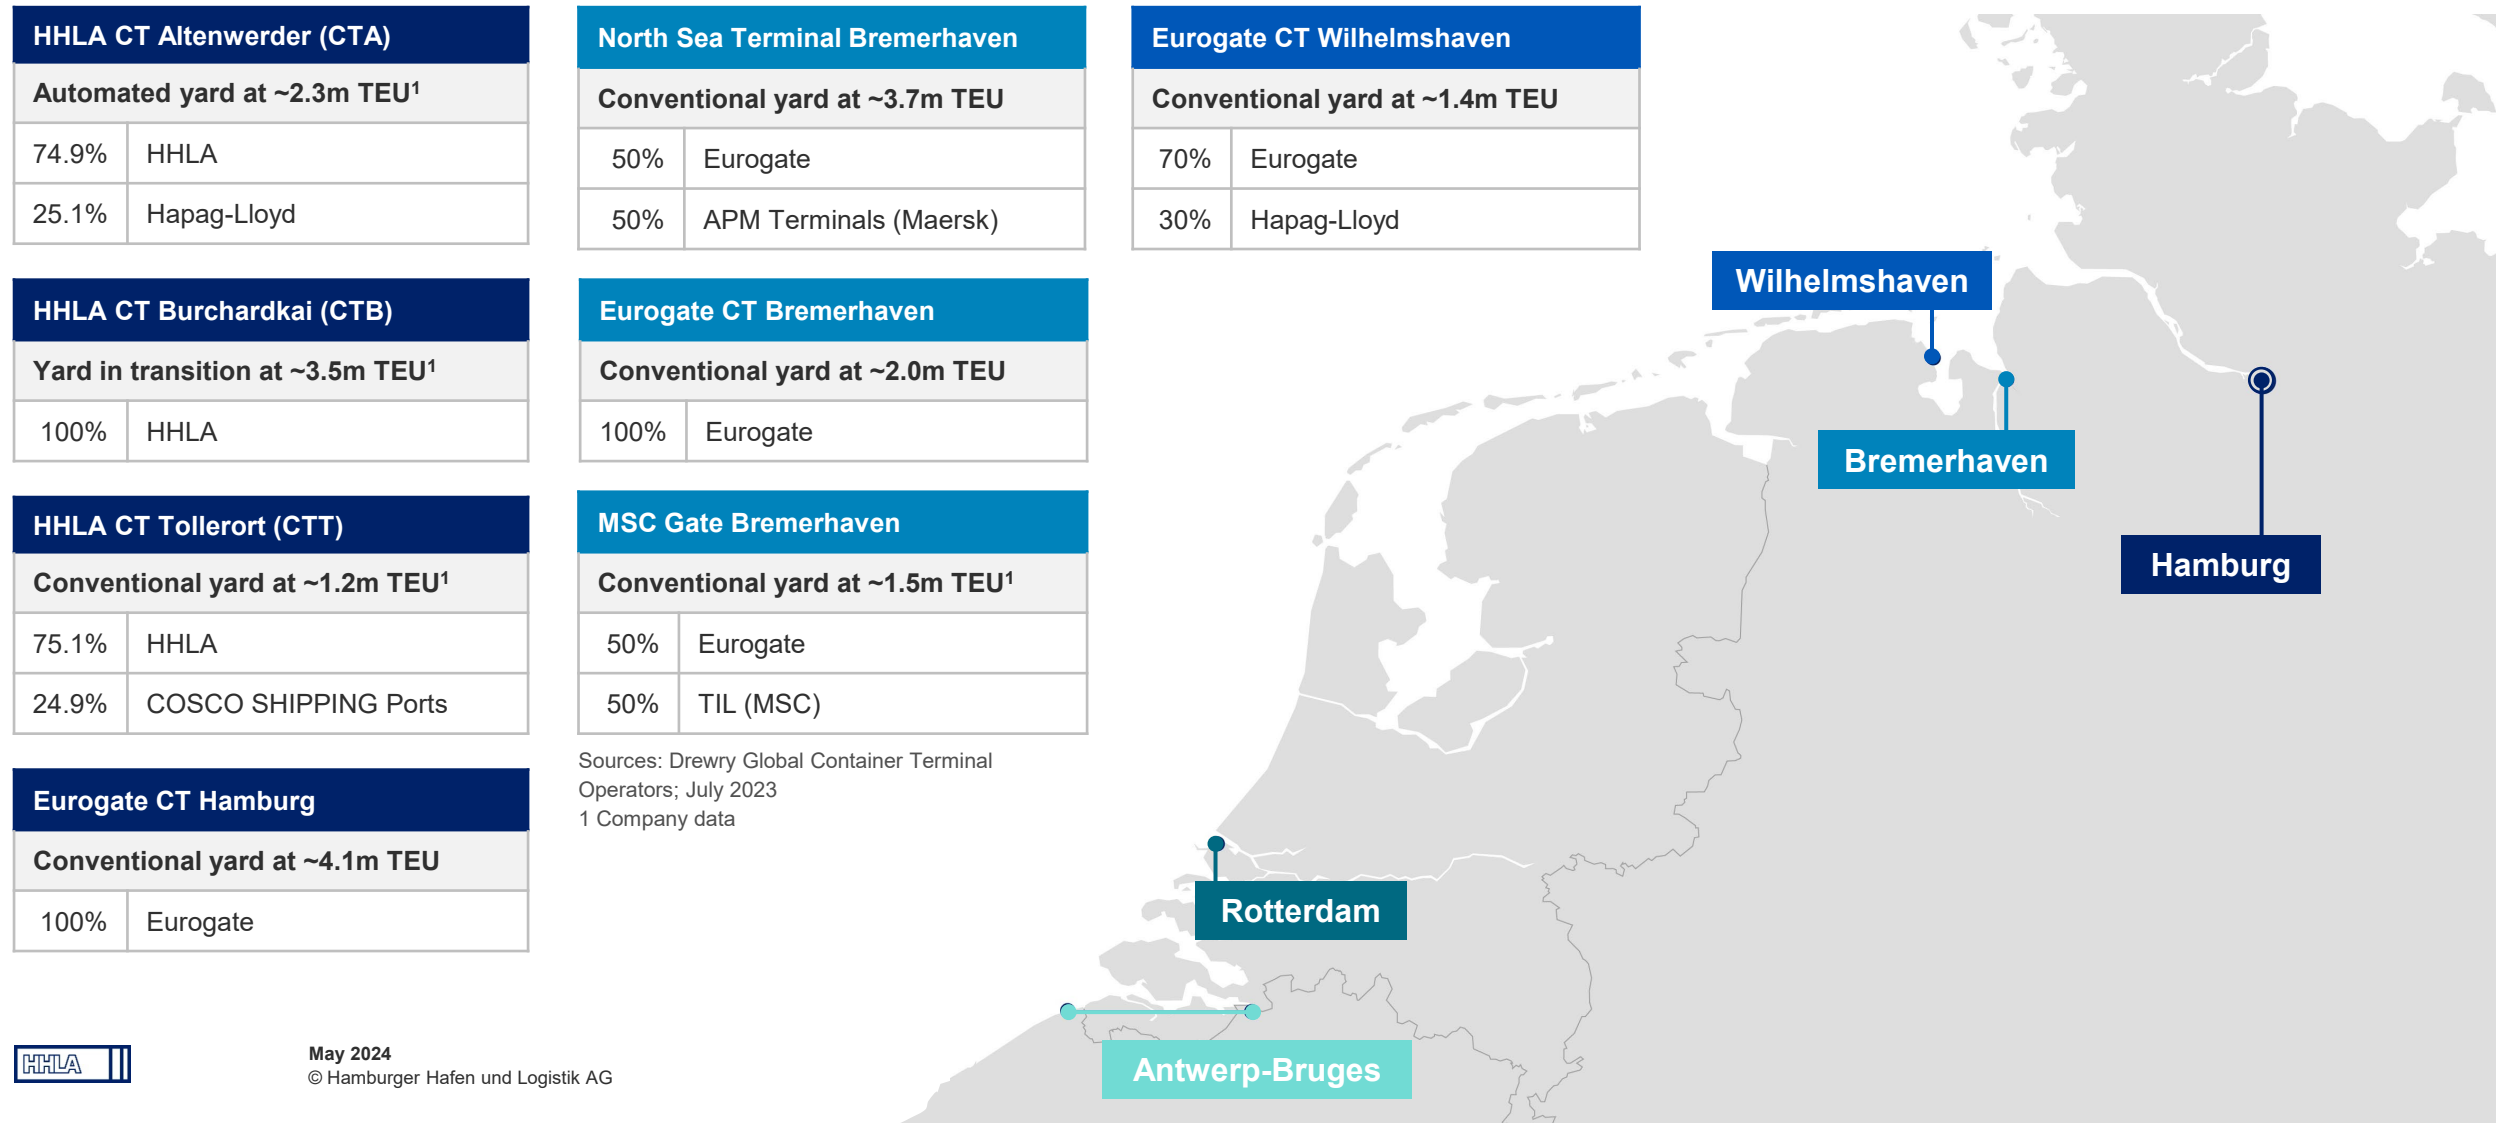 HHLA CT Altenwerder (CTA)
Automated yard at ~2.3m TEU¹
74.9% HHLA
25.1% Hapag-Lloyd
HHLA CT Burchardkai (CTB)
Yard in transition at ~3.5m TEU¹
100% HHLA
HHLA CT Tollerort (CTT)
Conventional yard at ~1.2m TEU¹
75.1% HHLA
24.9% COSCO SHIPPING Ports
Eurogate CT Hamburg
Conventional yard at ~4.1m TEU
100% Eurogate
North Sea Terminal Bremerhaven
Conventional yard at ~3.7m TEU
50% Eurogate
50% APM Terminals (Maersk)
Eurogate CT Bremerhaven
Conventional yard at ~2.0m TEU
100% Eurogate
MSC Gate Bremerhaven
Conventional yard at ~1.5m TEU¹
50% Eurogate
50% TIL (MSC)
Sources: Drewry Global Container Terminal
Operators; July 2023
1 Company data
Eurogate CT Wilhelmshaven
Conventional yard at ~1.4m TEU
70% Eurogate
30% Hapag-Lloyd
Wilhelmshaven
Bremerhaven
Hamburg
Rotterdam
Antwerp-Bruges
HHLA
May 2024
© Hamburger Hafen und Logistik AG